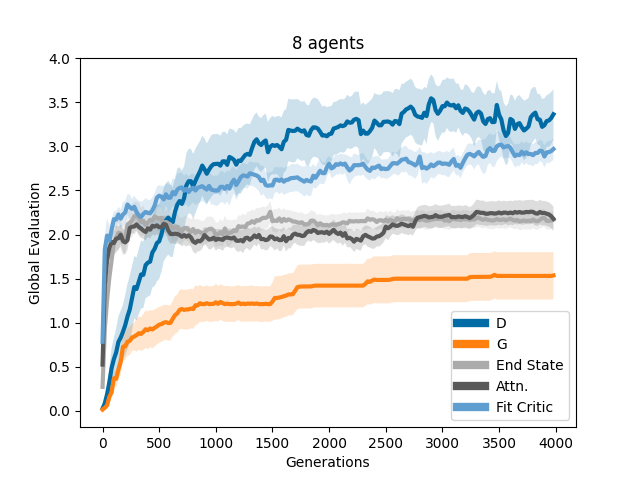 8 agents
Global Evaluation
4.0
3.5
3.0
2.5
2.0
1.5
1.0
0.5
0.0
D
G
End State
Attn.
Fit Critic
0 500 1000 1500 2000 2500 3000 3500 4000
Generations